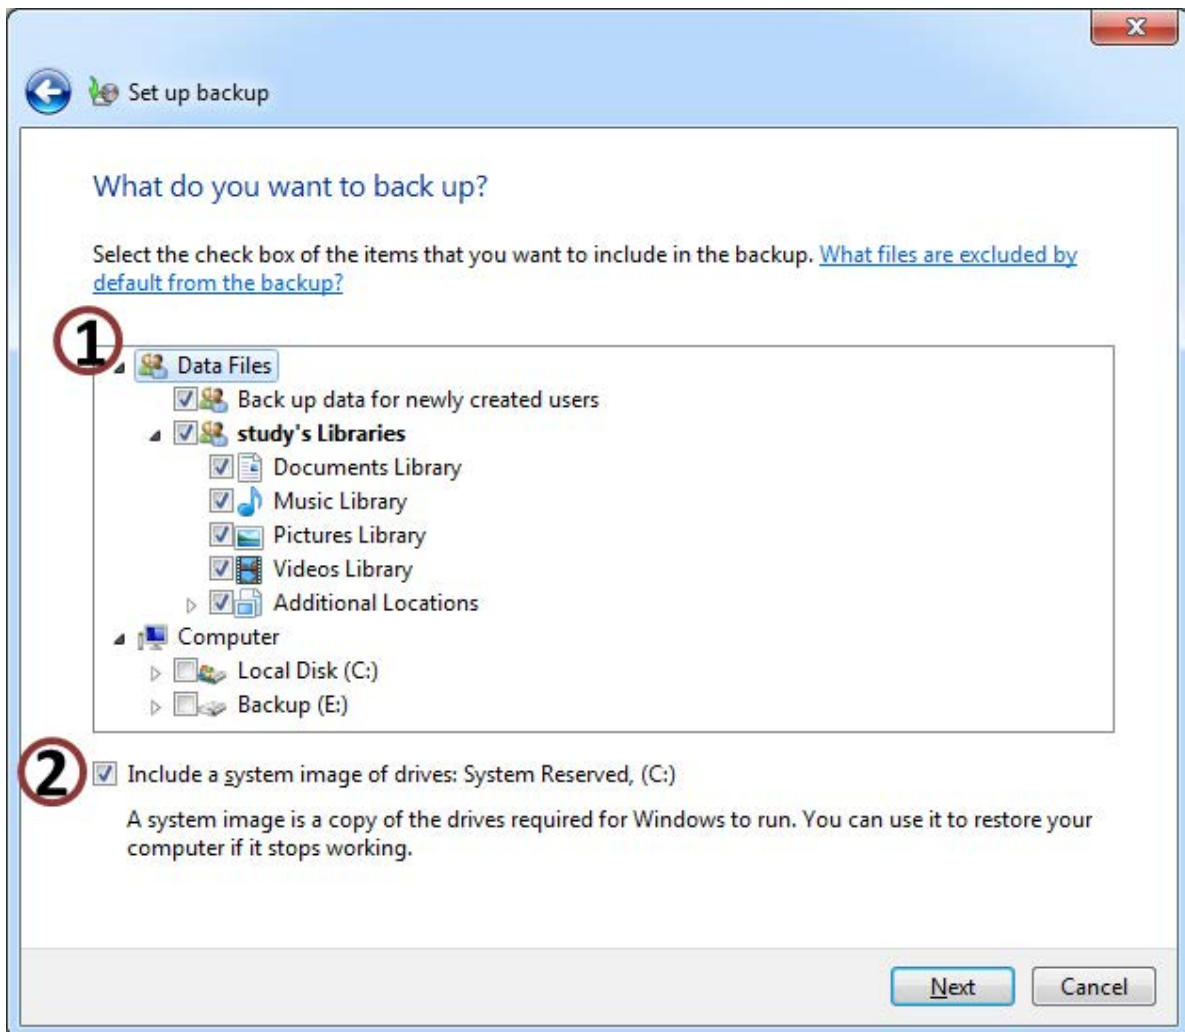 x
Set up backup
What do you want to back up?
Select the check box of the items that you want to include in the backup. What files are excluded by
default from the backup?
1
Data Files
Back up data for newly created users
study's Libraries
Documents Library
Music Library
Pictures Library
Videos Library
Additional Locations
Computer
Local Disk (C:)
Backup (E:)
2 Include a system image of drives: System Reserved, (C:)
A system image is a copy of the drives required for Windows to run. You can use it to restore your
computer if it stops working.
Next Cancel